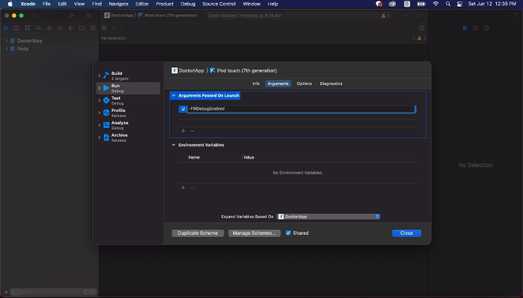 Xcode File Edit View Find Navigate Editor Product Debug Source Control Window Help
Sat Jun 12 12:35 PM
DoctorApp iPod touch (7th generation)
DoctorApp
Pods
DoctorApp iPod touch (7th generation)
Info Arguments Options Diagnostics
Build
2 targets
Run
Debug
Test
Debug
Profile
Release
Analyze
Debug
Archive
Release
Arguments Passed On Launch
-FIRDebugEnabled
Environment Variables
Name Value
No Environment Variables
No Selection
Expand Variables Based On DoctorApp
Duplicate Scheme Manage Schemes... Shared Close